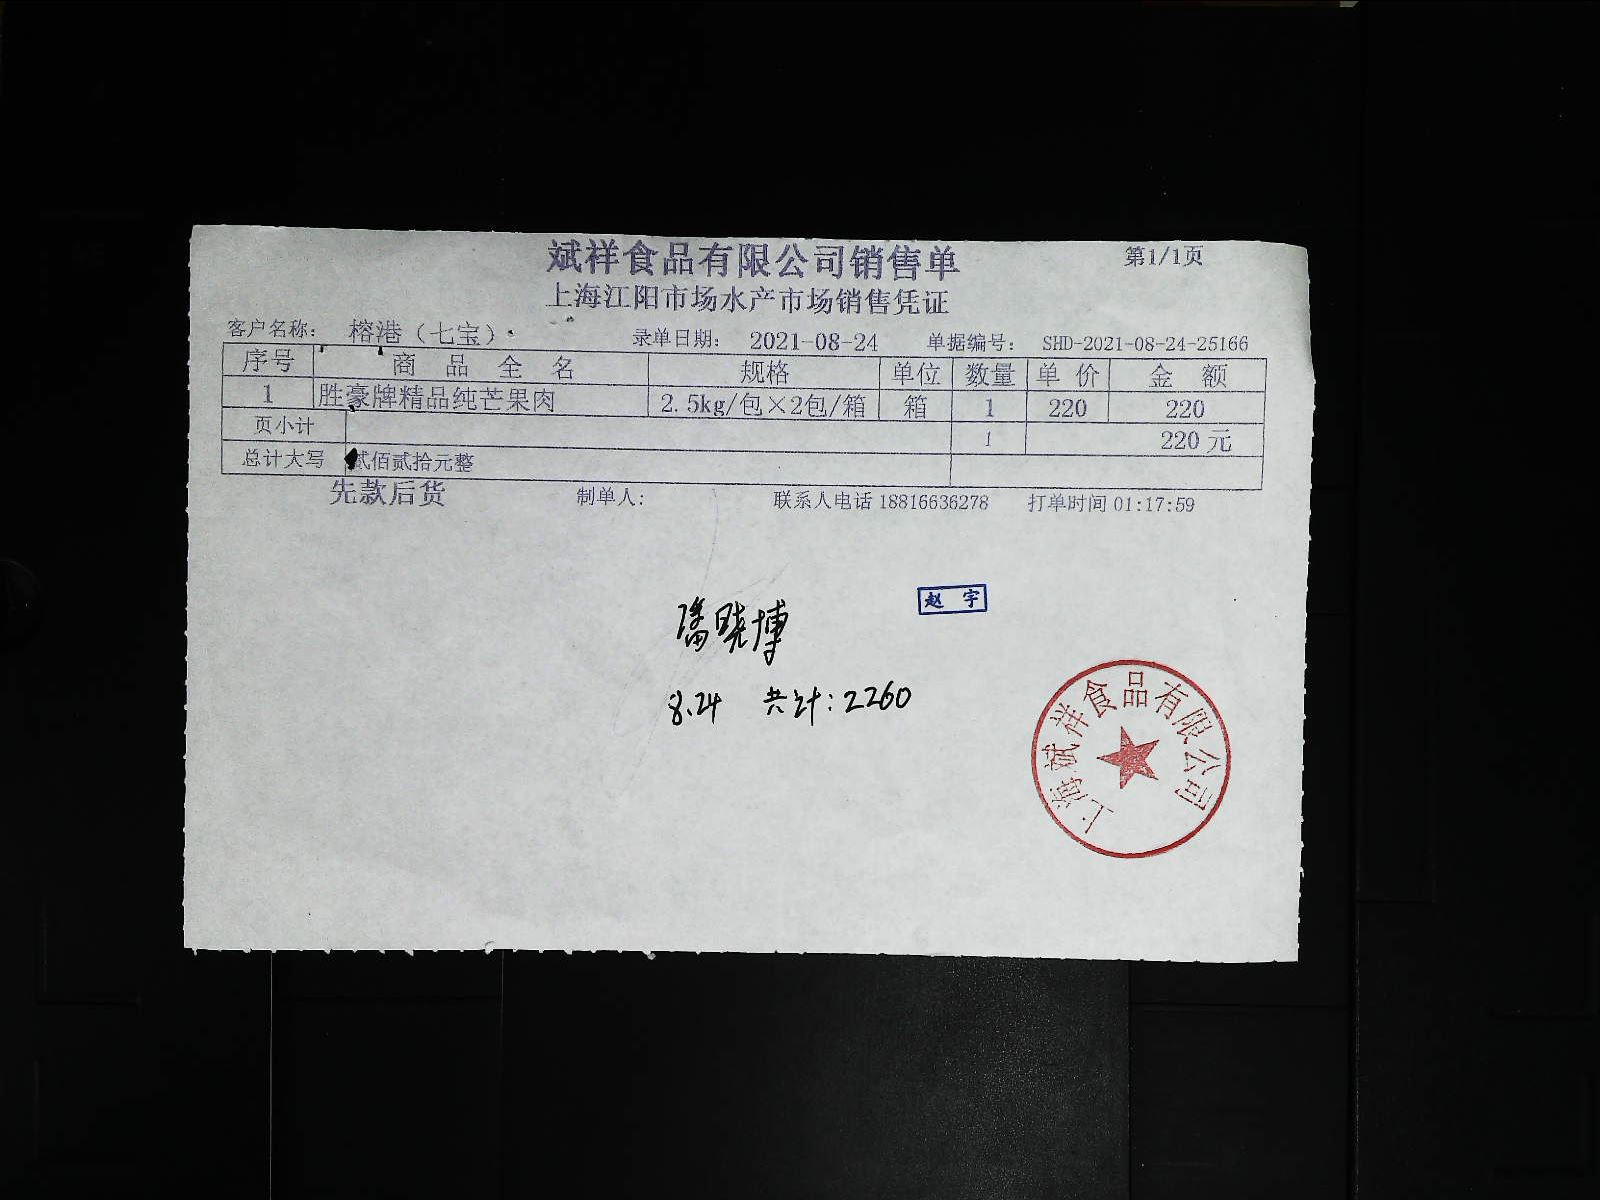 斌祥食品有限公司销售单 第1/1页
上海江阳市场水产市场销售凭证
客户名称： 榕港（七宝） 录单日期： 2021-08-24 单据编号： SHD-2021-08-24-25166
序号 商品全名 规格 单位 数量 单价 金额
1 胜豪牌精品纯芒果肉 2.5kg/包×2包/箱 箱 1 220 220
页小计 1 220元
总计大写 贰佰贰拾元整
先款后货 制单人： 联系人电话 18816636278 打单时间 01:17:59
赵宇
潘晓博
8.24 共计：2260
上海斌祥食品有限公司